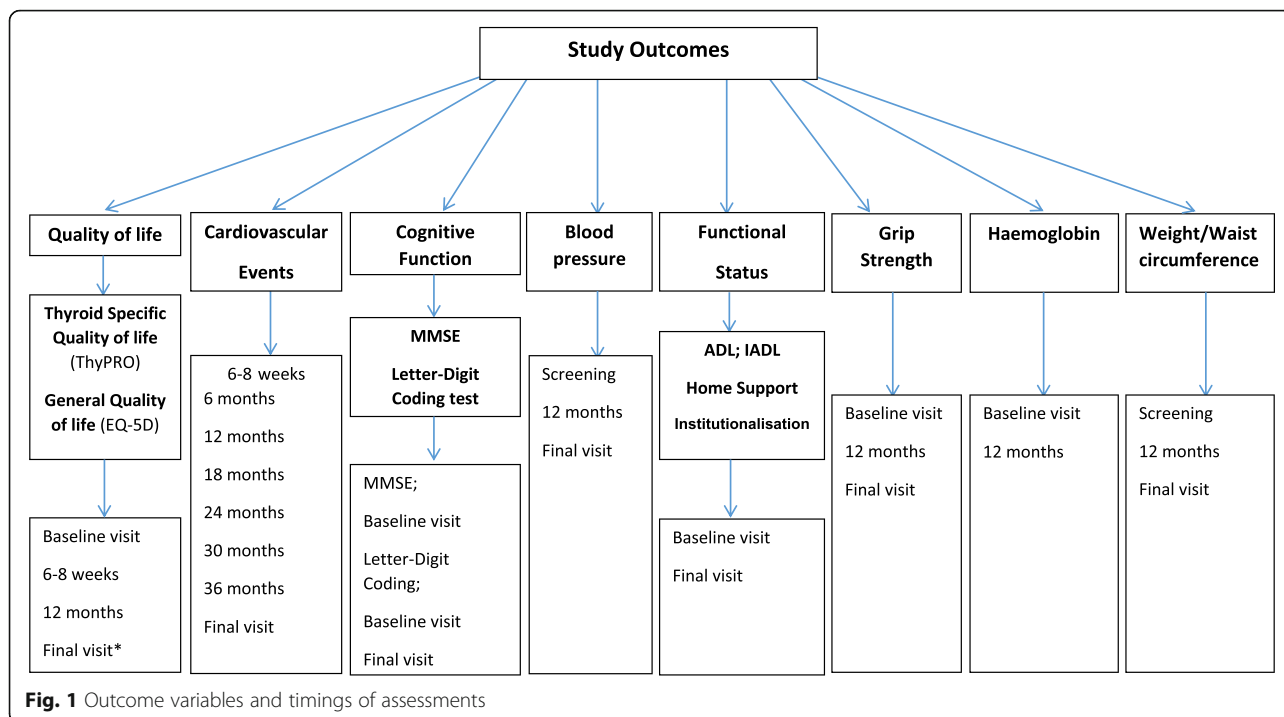 Study Outcomes
Quality of life
Thyroid Specific
Quality of life
(ThyPRO)
General Quality
of life (EQ-5D)
Baseline visit
6-8 weeks
12 months
Final visit*
Cardiovascular
Events
6-8 weeks
6 months
12 months
18 months
24 months
30 months
36 months
Final visit
Cognitive
Function
MMSE
Letter-Digit
Coding test
MMSE;
Baseline visit
Letter-Digit
Coding;
Baseline visit
Final visit
Blood
pressure
Screening
12 months
Final visit
Functional
Status
ADL; IADL
Home Support
Institutionalisation
Baseline visit
Final visit
Grip
Strength
Baseline visit
12 months
Final visit
Haemoglobin
Baseline visit
12 months
Weight/Waist
circumference
Screening
12 months
Final visit
Fig. 1 Outcome variables and timings of assessments